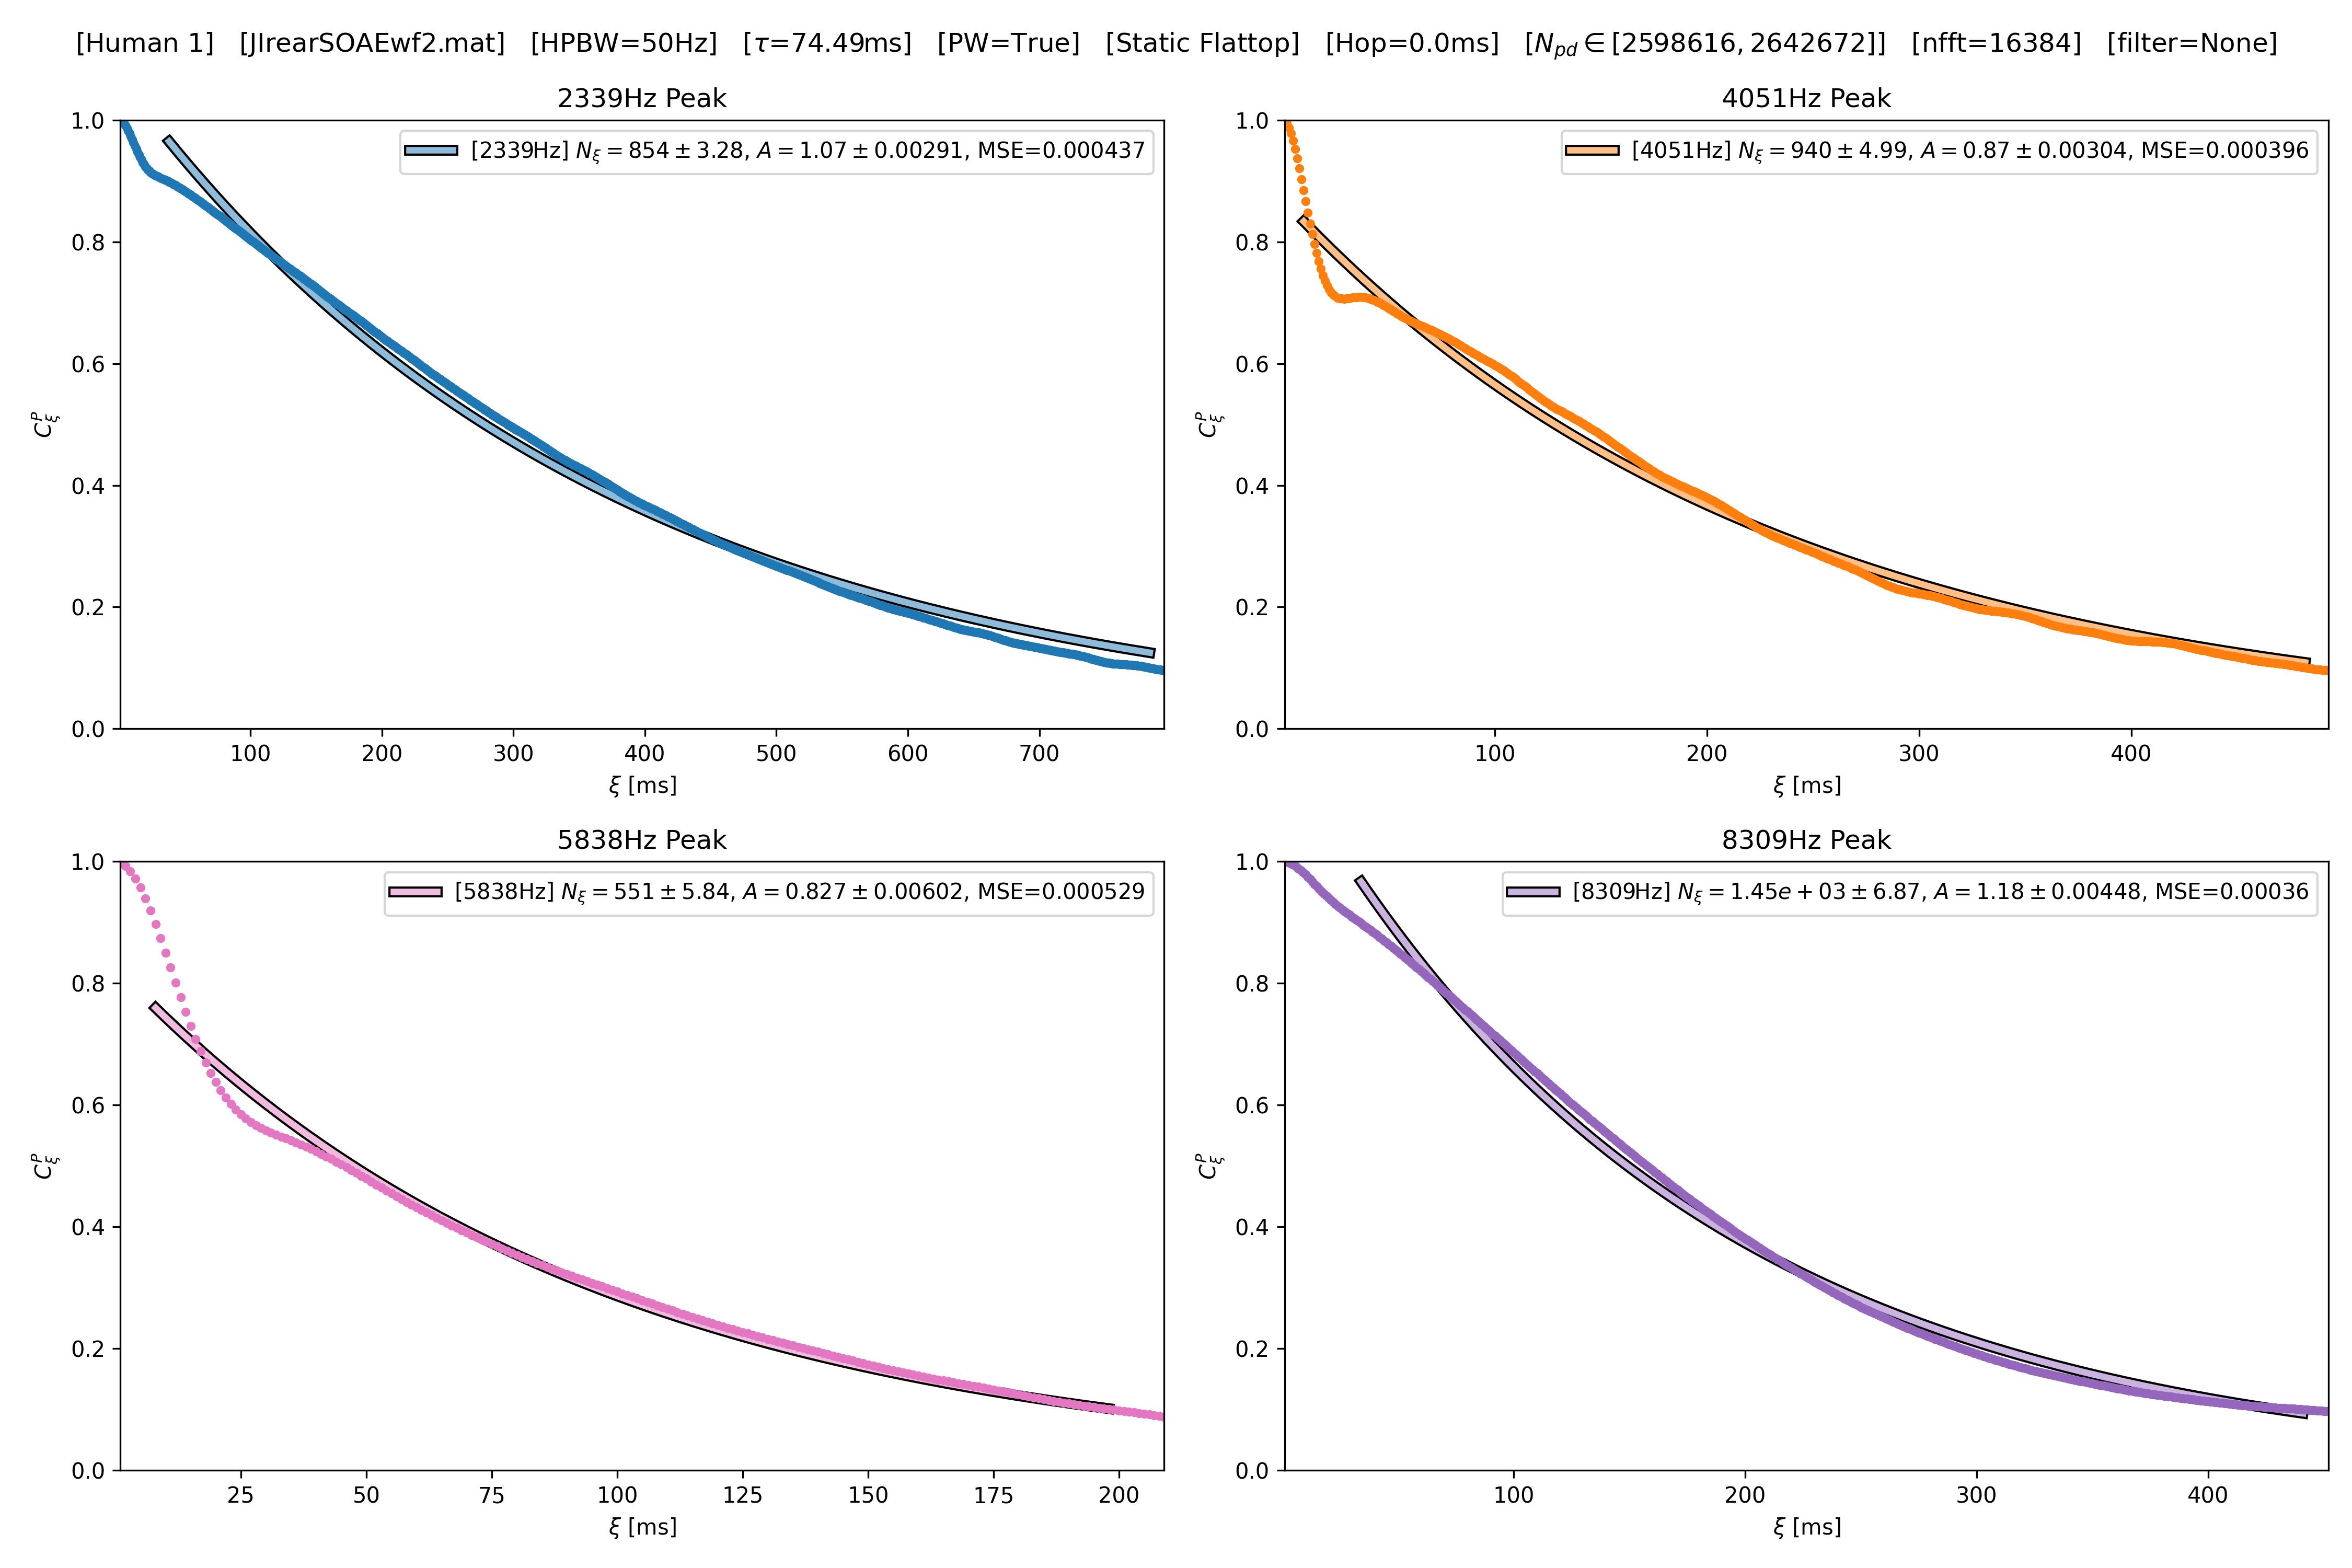 [Human 1] [JIrearSOAEwf2.mat] [HPBW=50Hz] [τ=74.49ms] [PW=True] [Static Flattop] [Hop=0.0ms] [N_pd ∈ [2598616, 2642672]] [nfft=16384] [filter=None]
2339Hz Peak
[2339Hz] N_ξ = 854 ± 3.28, A = 1.07 ± 0.00291, MSE=0.000437
1.0
0.8
0.6
0.4
0.2
0.0
C_ξ^P
100 200 300 400 500 600 700
ξ [ms]
4051Hz Peak
[4051Hz] N_ξ = 940 ± 4.99, A = 0.87 ± 0.00304, MSE=0.000396
1.0
0.8
0.6
0.4
0.2
0.0
C_ξ^P
100 200 300 400
ξ [ms]
5838Hz Peak
[5838Hz] N_ξ = 551 ± 5.84, A = 0.827 ± 0.00602, MSE=0.000529
1.0
0.8
0.6
0.4
0.2
0.0
C_ξ^P
25 50 75 100 125 150 175 200
ξ [ms]
8309Hz Peak
[8309Hz] N_ξ = 1.45e + 03 ± 6.87, A = 1.18 ± 0.00448, MSE=0.00036
1.0
0.8
0.6
0.4
0.2
0.0
C_ξ^P
100 200 300 400
ξ [ms]